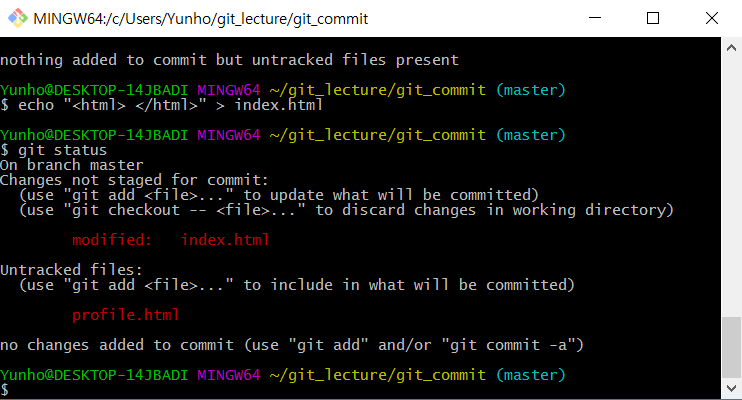 MINGW64:/c/Users/Yunho/git_lecture/git_commit
nothing added to commit but untracked files present
Yunho@DESKTOP-14JBADI MINGW64 ~/git_lecture/git_commit (master)
$ echo "<html> </html>" > index.html
Yunho@DESKTOP-14JBADI MINGW64 ~/git_lecture/git_commit (master)
$ git status
On branch master
Changes not staged for commit:
  (use "git add <file>..." to update what will be committed)
  (use "git checkout -- <file>..." to discard changes in working directory)
        modified:   index.html
Untracked files:
  (use "git add <file>..." to include in what will be committed)
        profile.html
no changes added to commit (use "git add" and/or "git commit -a")
Yunho@DESKTOP-14JBADI MINGW64 ~/git_lecture/git_commit (master)
$